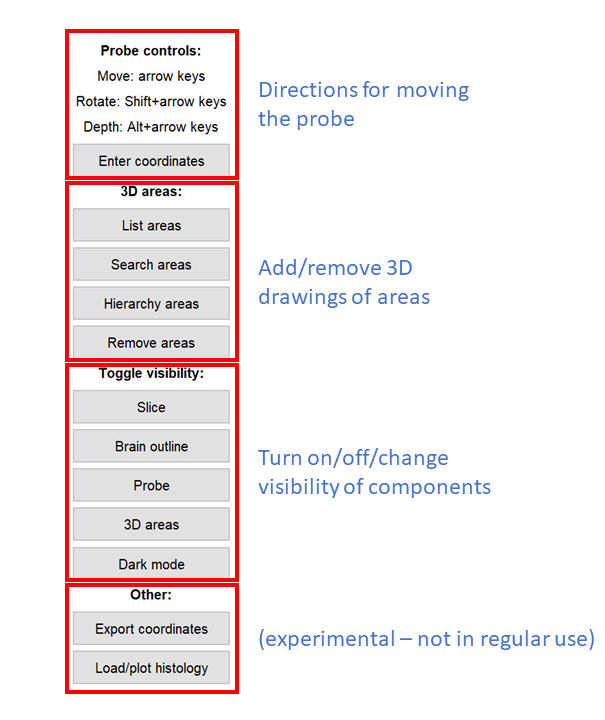 Probe controls:
Move: arrow keys
Rotate: Shift+arrow keys
Depth: Alt+arrow keys
Enter coordinates
Directions for moving
the probe
3D areas:
List areas
Search areas
Hierarchy areas
Remove areas
Add/remove 3D
drawings of areas
Toggle visibility:
Slice
Brain outline
Probe
3D areas
Dark mode
Turn on/off/change
visibility of components
Other:
Export coordinates
Load/plot histology
(experimental – not in regular use)